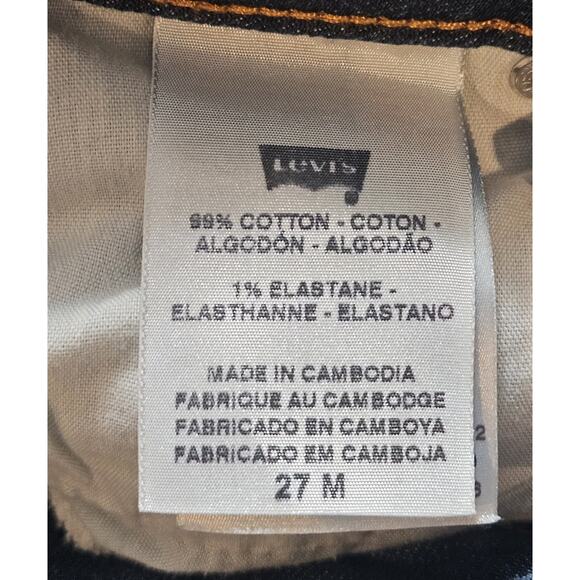 Levi's
99% COTTON - COTON -
ALGODÓN - ALGODÃO
1% ELASTANE -
ELASTHANNE - ELASTANO
MADE IN CAMBODIA
FABRIQUE AU CAMBODGE
FABRICADO EN CAMBOYA
FABRICADO EM CAMBOJA
27 M
2